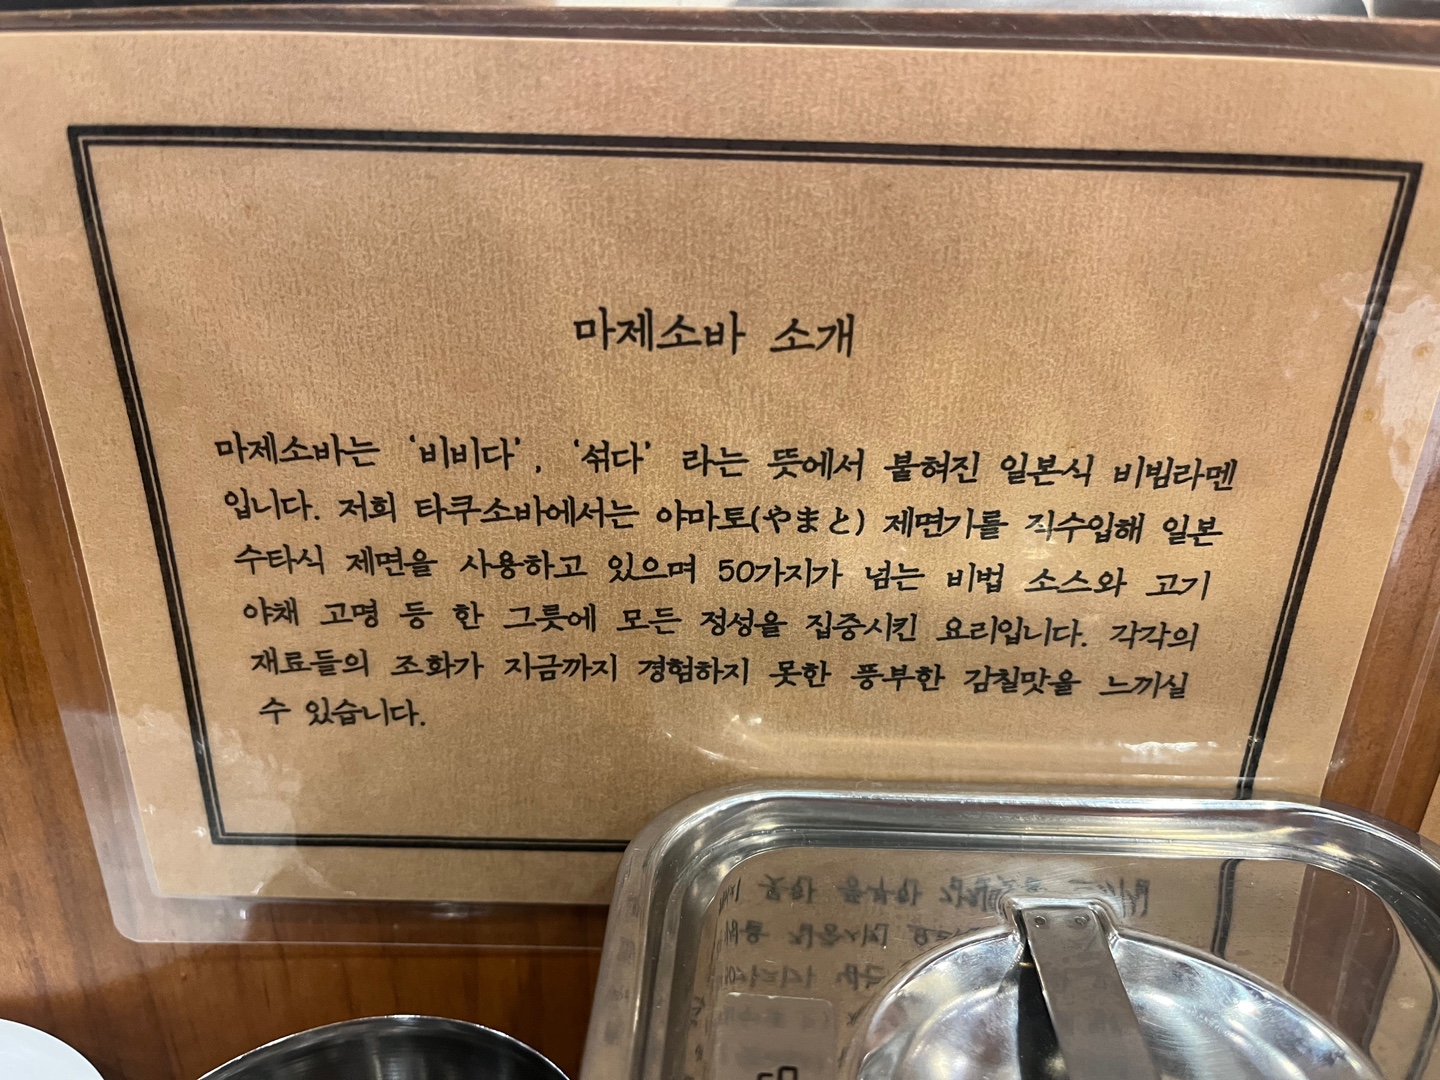 마제소바 소개
마제소바는 '비비다', '섞다' 라는 뜻에서 붙혀진 일본식 비빔라멘
입니다. 저희 타쿠소바에서는 야마토(やまと) 제면기를 직수입해 일본
수타식 제면을 사용하고 있으며 50가지가 넘는 비법 소스와 고기
야채 고명 등 한 그릇에 모든 정성을 집중시킨 요리입니다. 각각의
재료들의 조화가 지금까지 경험하지 못한 풍부한 감칠맛을 느끼실
수 있습니다.